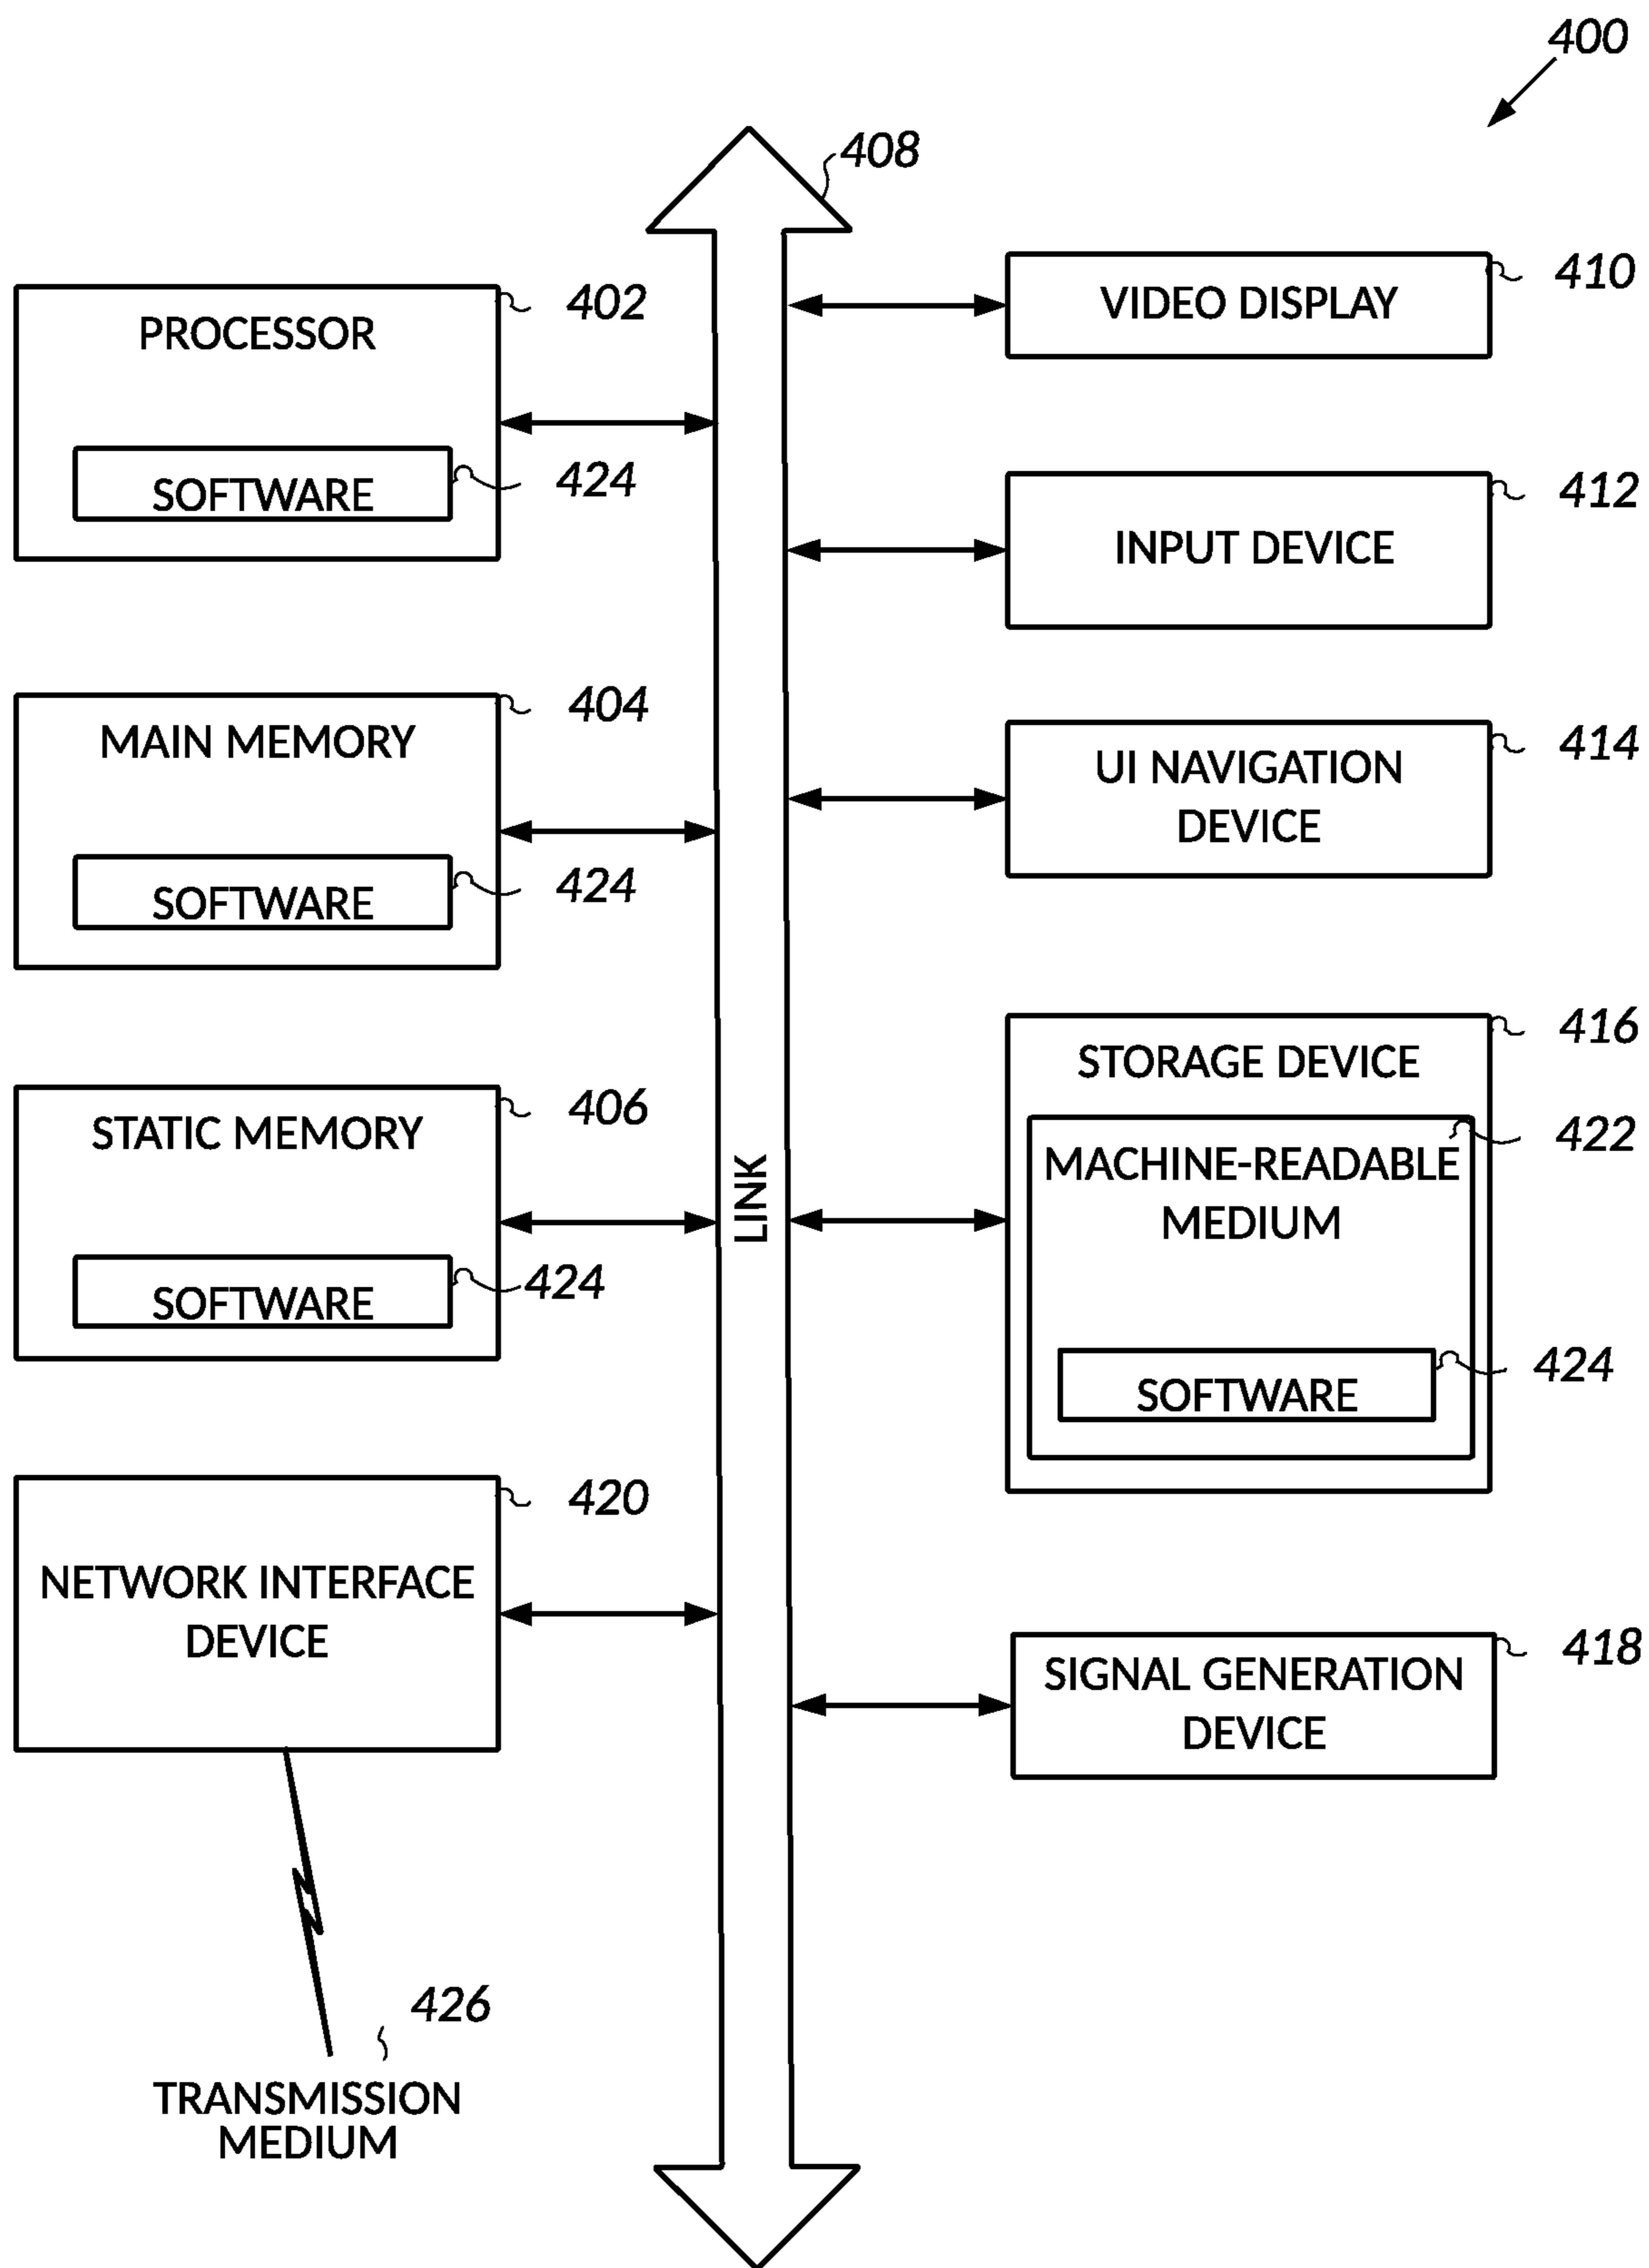 400
408
402
PROCESSOR
SOFTWARE
424
404
MAIN MEMORY
SOFTWARE
424
406
STATIC MEMORY
SOFTWARE
424
420
NETWORK INTERFACE
DEVICE
426
TRANSMISSION
MEDIUM
LINK
410
VIDEO DISPLAY
412
INPUT DEVICE
414
UI NAVIGATION
DEVICE
416
STORAGE DEVICE
422
MACHINE-READABLE
MEDIUM
424
SOFTWARE
418
SIGNAL GENERATION
DEVICE